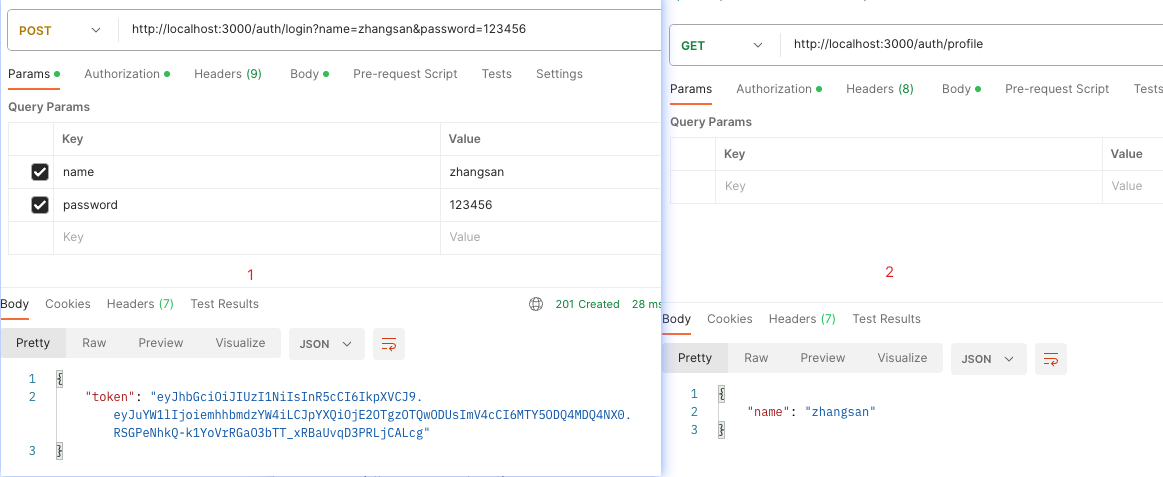 POST
http://localhost:3000/auth/login?name=zhangsan&password=123456
Params Authorization Headers (9) Body Pre-request Script Tests Settings
Query Params
Key Value
name zhangsan
password 123456
Key Value
1
Body Cookies Headers (7) Test Results 201 Created 28 ms
Pretty Raw Preview Visualize JSON
1 {
2 "token": "eyJhbGciOiJIUzI1NiIsInR5cCI6IkpXVCJ9.
eyJuYW1lIjoiemhhbmdzYW4iLCJpYXQiOjE2OTgzOTQwODUsImV4cCI6MTY5ODQ4MDQ4NX0.
RSGPeNhkQ-k1YoVrRGaO3bTT_xRBaUvqD3PRLjCALcg"
3 }
GET
http://localhost:3000/auth/profile
Params Authorization Headers (8) Body Pre-request Script Tests
Query Params
Key Value
Key Value
2
Body Cookies Headers (7) Test Results
Pretty Raw Preview Visualize JSON
1 {
2 "name": "zhangsan"
3 }